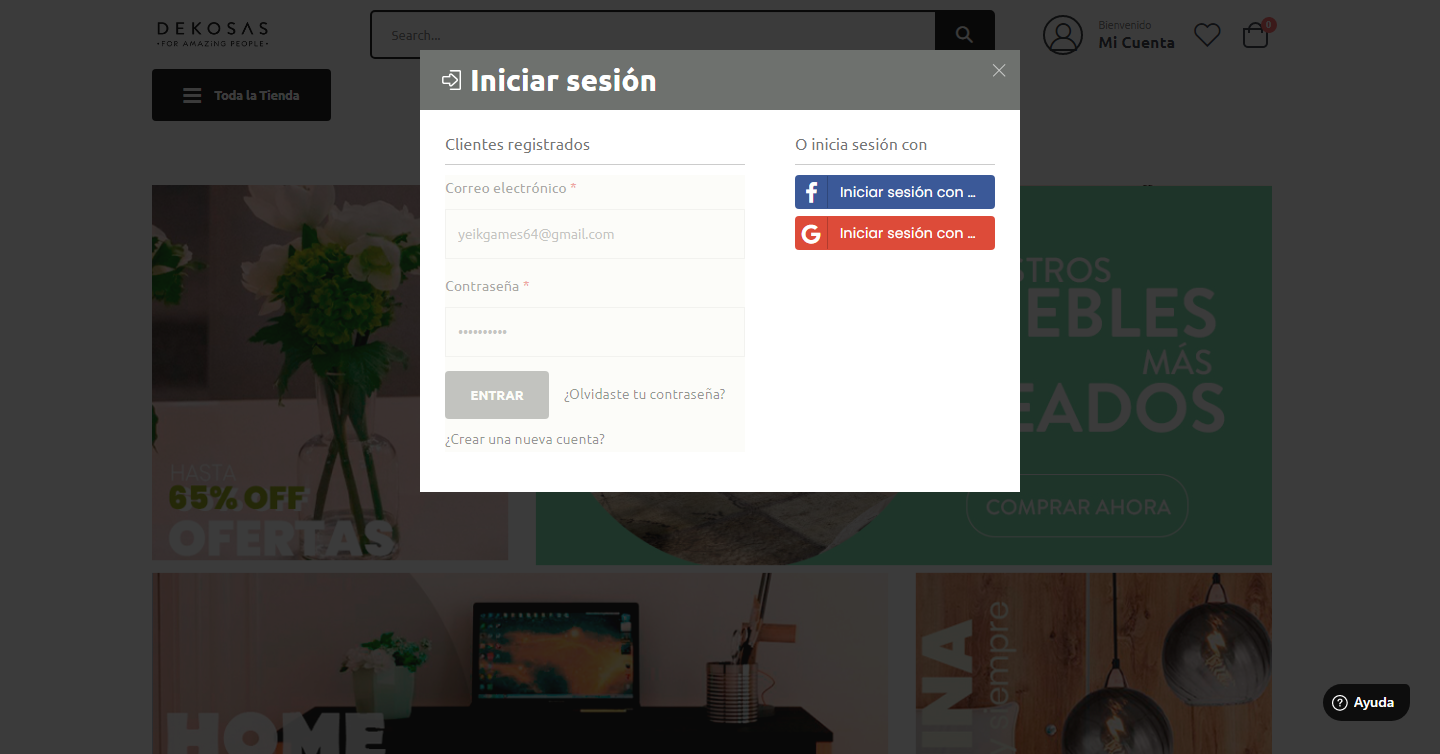 DEKOSAS
•FOR AMAZING PEOPLE•
Search...
Bienvenido
Mi Cuenta
0
Toda la Tienda
Iniciar sesión
Clientes registrados
Correo electrónico *
yeikgames64@gmail.com
Contraseña *
••••••••••
ENTRAR
¿Olvidaste tu contraseña?
¿Crear una nueva cuenta?
O inicia sesión con
Iniciar sesión con ...
Iniciar sesión con ...
HASTA
65% OFF
OFERTAS
STROS
EBLES
MÁS
EADOS
COMPRAR AHORA
HOME
INA
y siempre
Ayuda